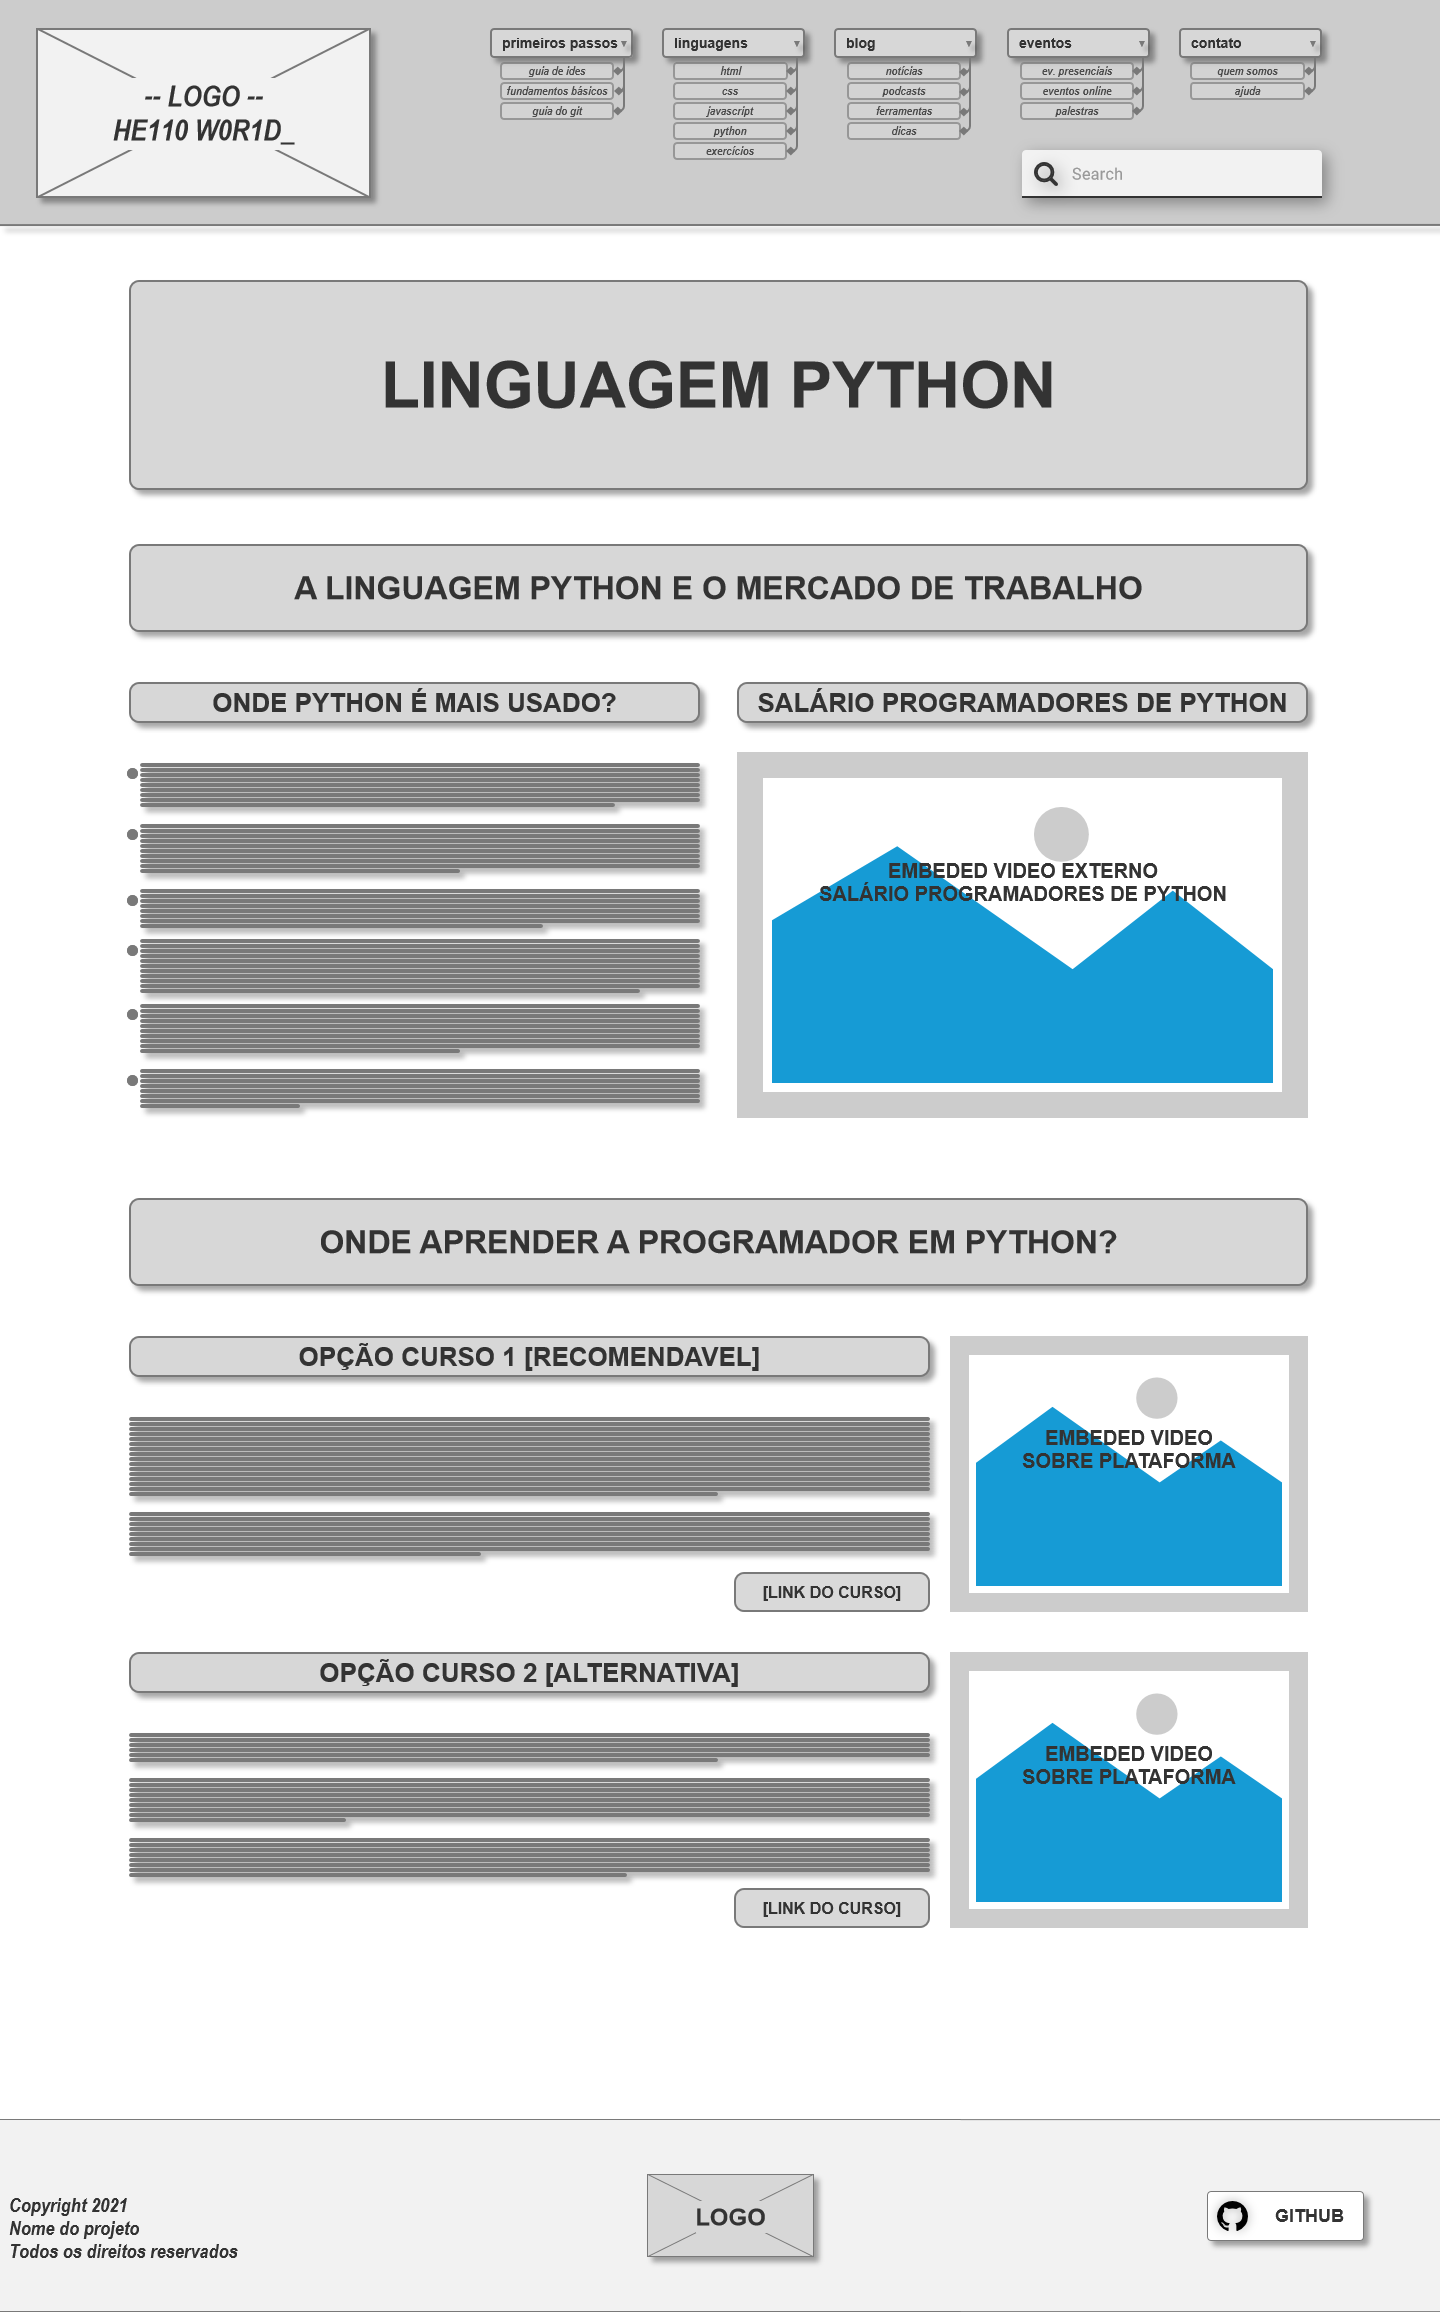 -- LOGO --
HE110 W0R1D_
primeiros passos ▾
guia de ides
fundamentos básicos
guia do git
linguagens ▾
html
css
javascript
python
exercícios
blog ▾
notícias
podcasts
ferramentas
dicas
eventos ▾
ev. presenciais
eventos online
palestras
contato ▾
quem somos
ajuda
Search
LINGUAGEM PYTHON
A LINGUAGEM PYTHON E O MERCADO DE TRABALHO
ONDE PYTHON É MAIS USADO?
SALÁRIO PROGRAMADORES DE PYTHON
EMBEDED VIDEO EXTERNO
SALÁRIO PROGRAMADORES DE PYTHON
ONDE APRENDER A PROGRAMADOR EM PYTHON?
OPÇÃO CURSO 1 [RECOMENDAVEL]
EMBEDED VIDEO
SOBRE PLATAFORMA
[LINK DO CURSO]
OPÇÃO CURSO 2 [ALTERNATIVA]
EMBEDED VIDEO
SOBRE PLATAFORMA
[LINK DO CURSO]
Copyright 2021
Nome do projeto
Todos os direitos reservados
LOGO
GITHUB